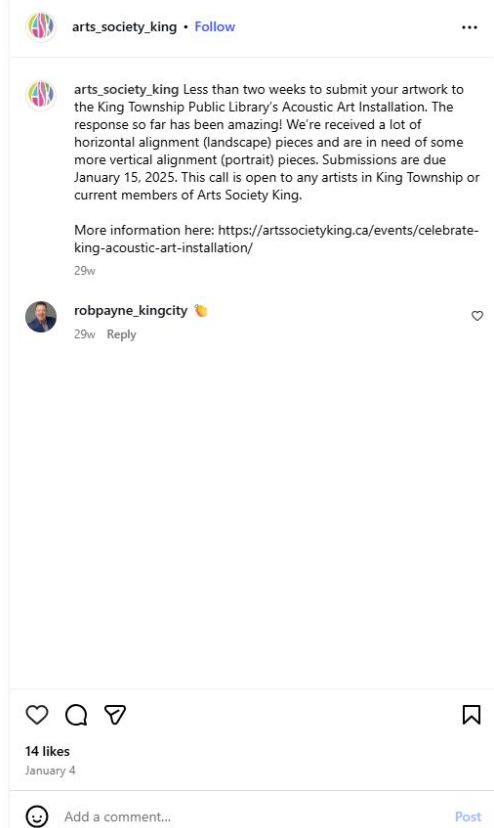 arts_society_king • Follow
arts_society_king Less than two weeks to submit your artwork to
the King Township Public Library's Acoustic Art Installation. The
response so far has been amazing! We're received a lot of
horizontal alignment (landscape) pieces and are in need of some
more vertical alignment (portrait) pieces. Submissions are due
January 15, 2025. This call is open to any artists in King Township or
current members of Arts Society King.
More information here: https://artssocietyking.ca/events/celebrate-
king-acoustic-art-installation/
29w
robpayne_kingcity 👏
29w Reply
14 likes
January 4
Add a comment... Post